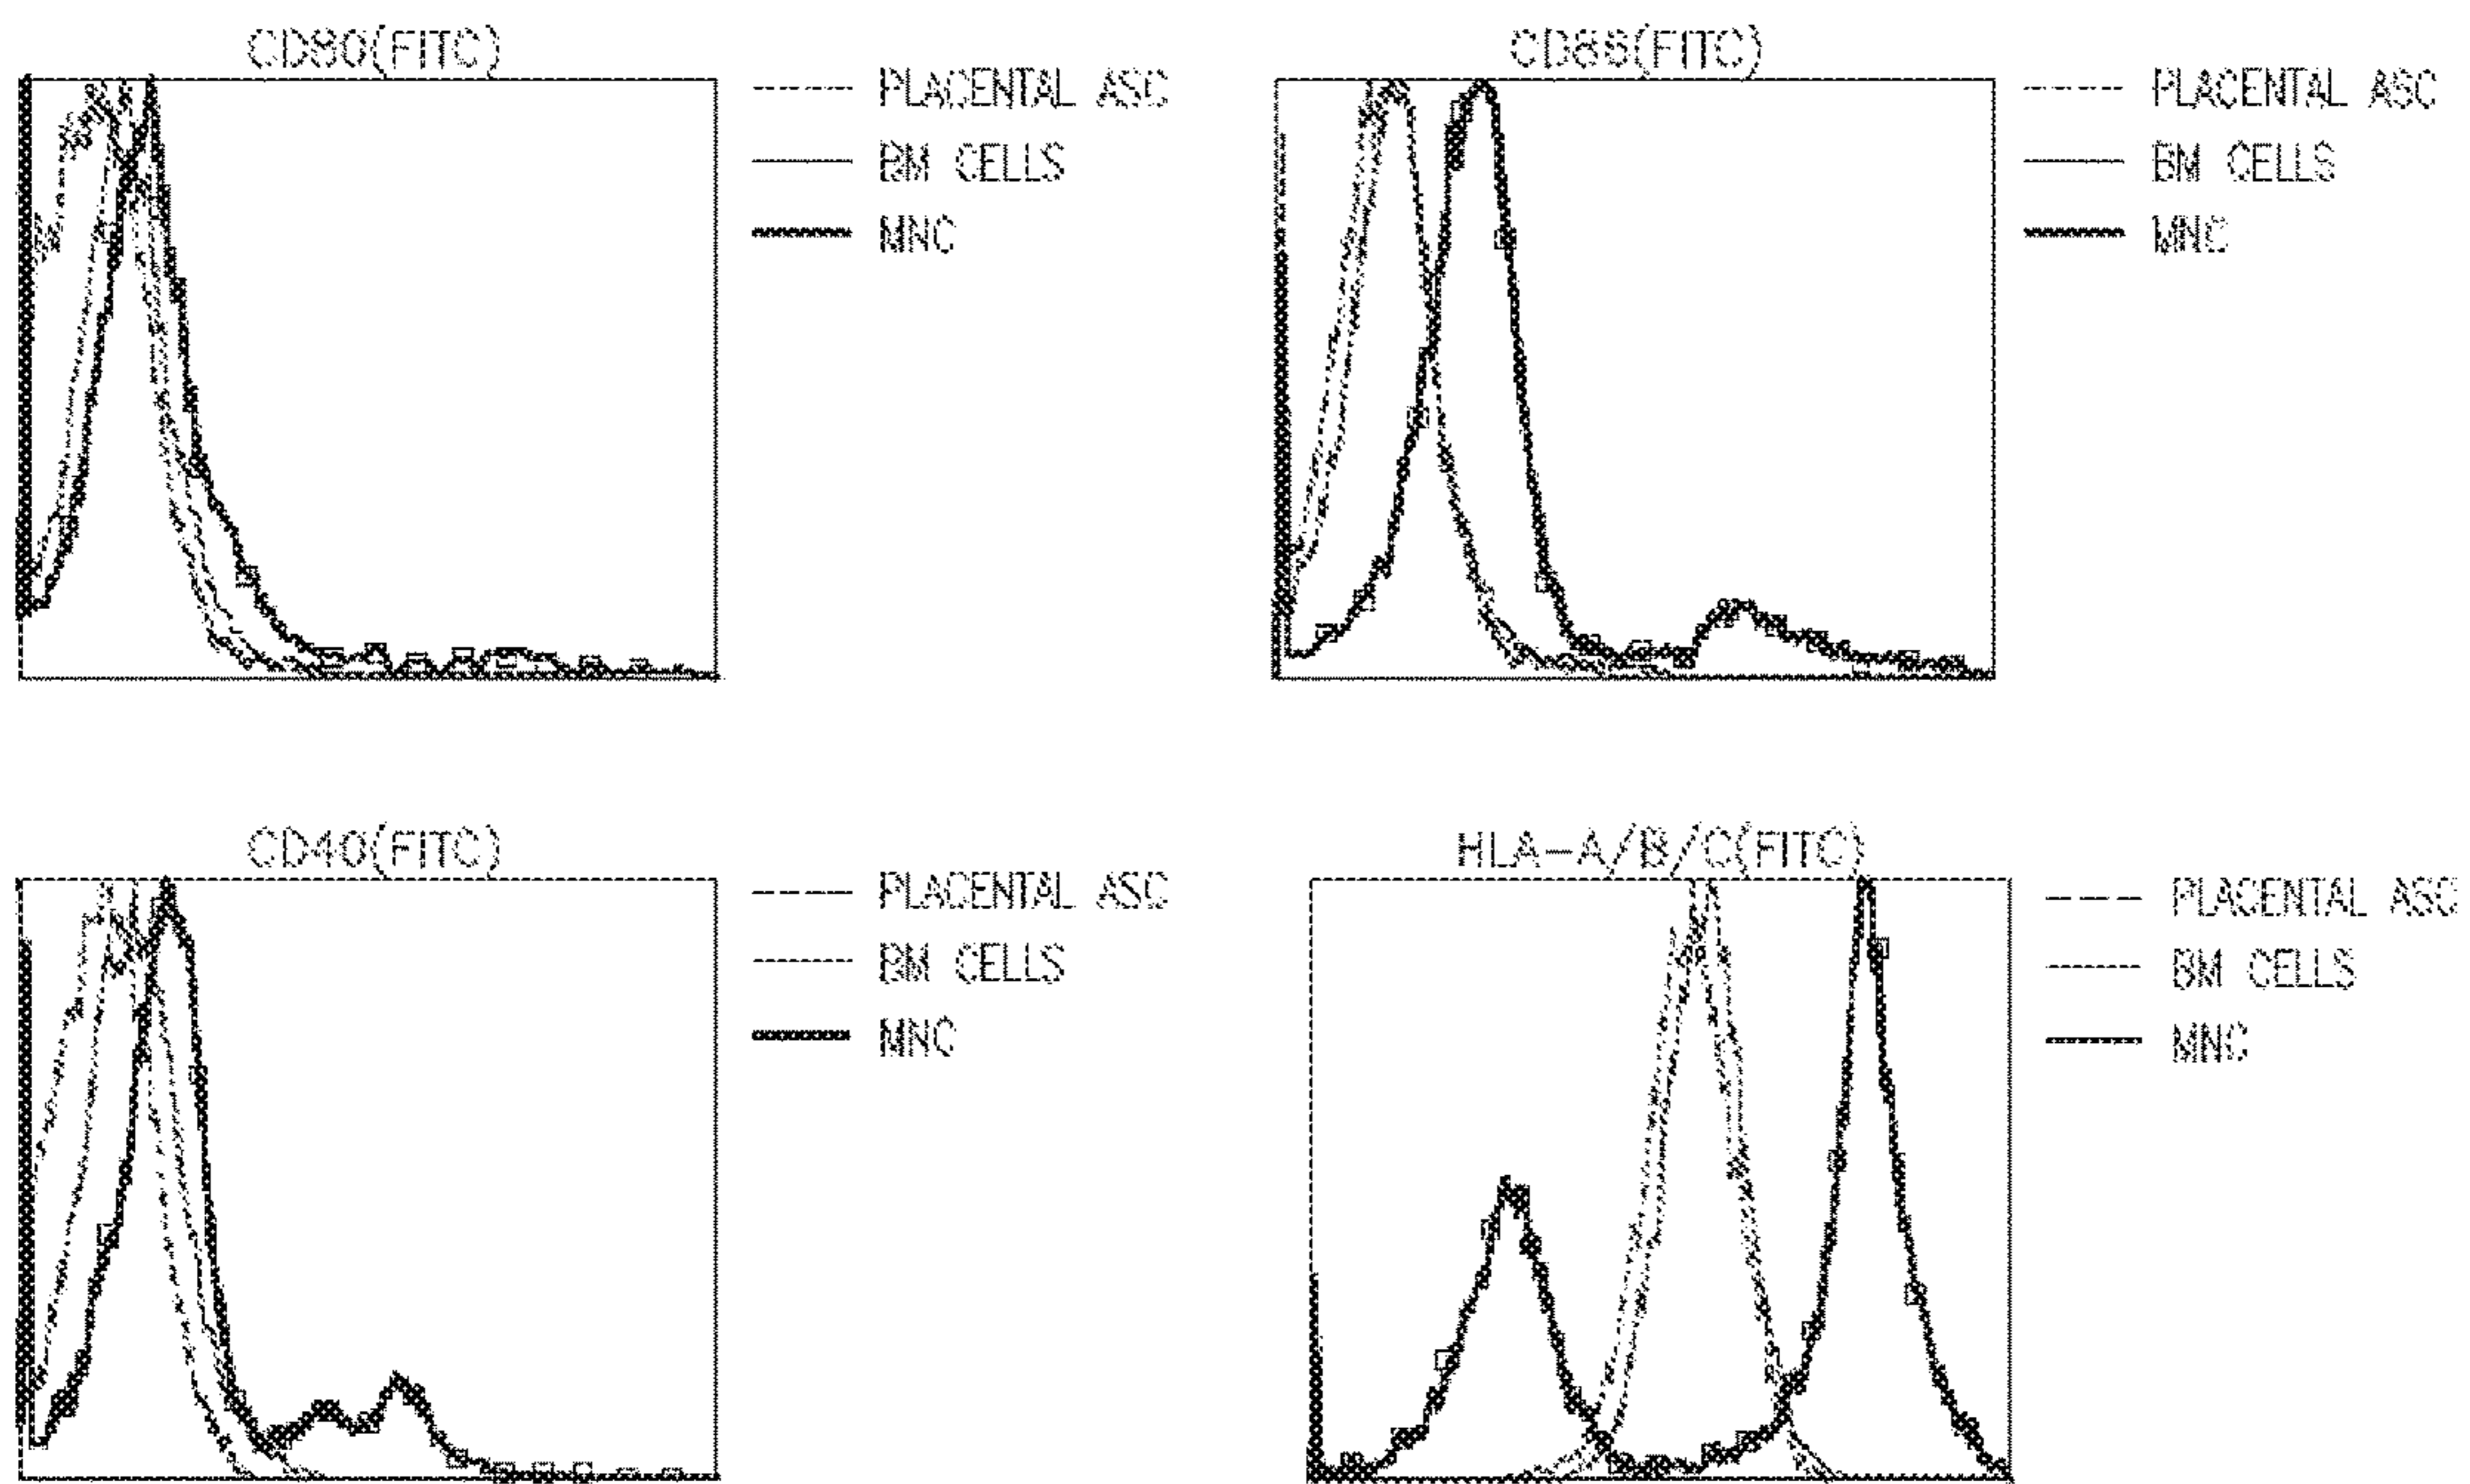 CD80(FITC)
PLACENTAL ASC
BM CELLS
MNC
CD86(FITC)
PLACENTAL ASC
BM CELLS
MNC
CD40(FITC)
PLACENTAL ASC
BM CELLS
MNC
HLA-A/B/C(FITC)
PLACENTAL ASC
BM CELLS
MNC